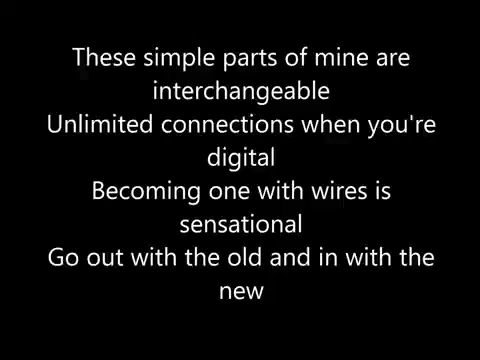 These simple parts of mine are
interchangeable
Unlimited connections when you're
digital
Becoming one with wires is
sensational
Go out with the old and in with the
new